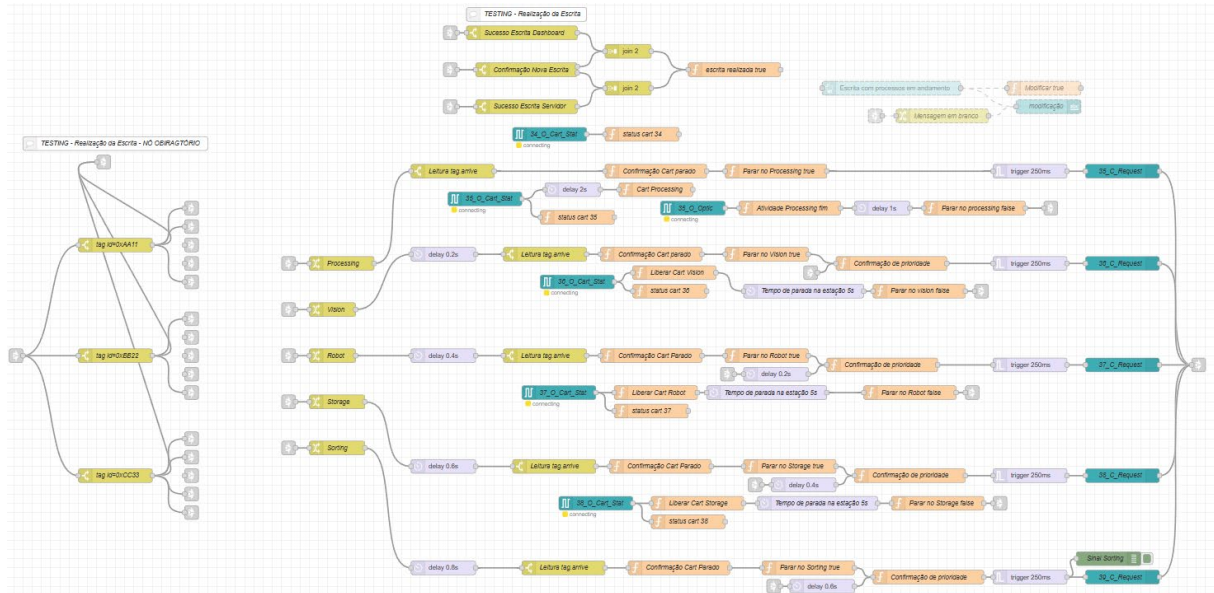 TESTING - Realização da Escrita
Sucesso Escrita Dashboard
join 2
Confirmação Nova Escrita
escrita realizada true
join 2
Sucesso Escrita Servidor
Escrita com processos em andamento
Modificar true
modificação
Mensagem em branco
34_O_Cart_Stat
connecting
status cart 34
TESTING - Realização da Escrita - NÓ OBIRAGTÓRIO
Leitura tag.arrive
Confirmação Cart parado
Parar no Processing true
trigger 250ms
35_C_Request
35_O_Cart_Stat
connecting
delay 2s
Cart Processing
status cart 35
35_O_Optic
connecting
Atividade Processing fim
delay 1s
Parar no processing false
tag id=0xAA11
Processing
delay 0.2s
Leitura tag.arrive
Confirmação Cart parado
Parar no Vision true
Confirmação de prioridade
trigger 250ms
36_C_Request
36_O_Cart_Stat
connecting
Liberar Cart Vision
status cart 36
Tempo de parada na estação 5s
Parar no vision false
Vision
tag id=0xBB22
Robot
delay 0.4s
Leitura tag.arrive
Confirmação Cart Parado
Parar no Robot true
delay 0.2s
Confirmação de prioridade
trigger 250ms
37_C_Request
37_O_Cart_Stat
connecting
Liberar Cart Robot
Tempo de parada na estação 5s
Parar no Robot false
status cart 37
Storage
Sorting
tag id=0xCC33
delay 0.6s
Leitura tag.arrive
Confirmação Cart Parado
Parar no Storage true
delay 0.4s
Confirmação de prioridade
trigger 250ms
38_C_Request
38_O_Cart_Stat
connecting
Liberar Cart Storage
Tempo de parada na estação 5s
Parar no Storage false
status cart 38
Sinal Sorting
delay 0.8s
Leitura tag.arrive
Confirmação Cart Parado
Parar no Sorting true
delay 0.6s
Confirmação de prioridade
trigger 250ms
39_C_Request